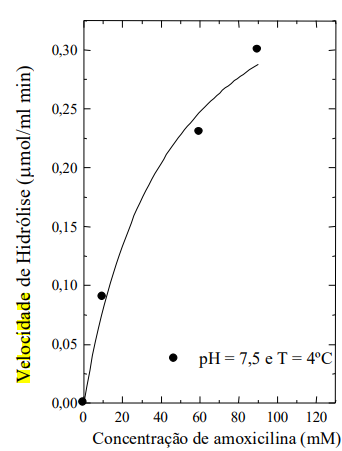 Velocidade de Hidrólise (µmol/ml min)
0,30
0,25
0,20
0,15
0,10
0,05
0,00
pH = 7,5 e T = 4ºC
0 20 40 60 80 100 120
Concentração de amoxicilina (mM)